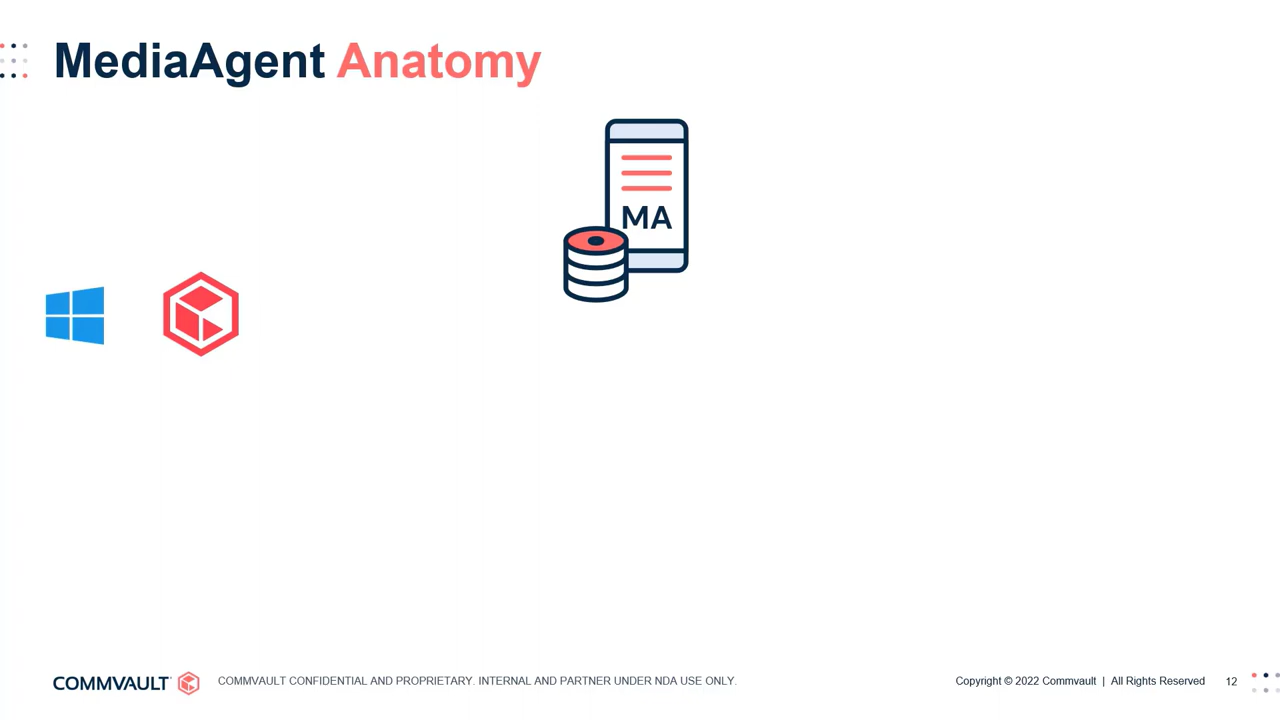 MediaAgent Anatomy
MA
COMMVAULT
COMMVAULT CONFIDENTIAL AND PROPRIETARY. INTERNAL AND PARTNER UNDER NDA USE ONLY.
Copyright © 2022 Commvault | All Rights Reserved
12